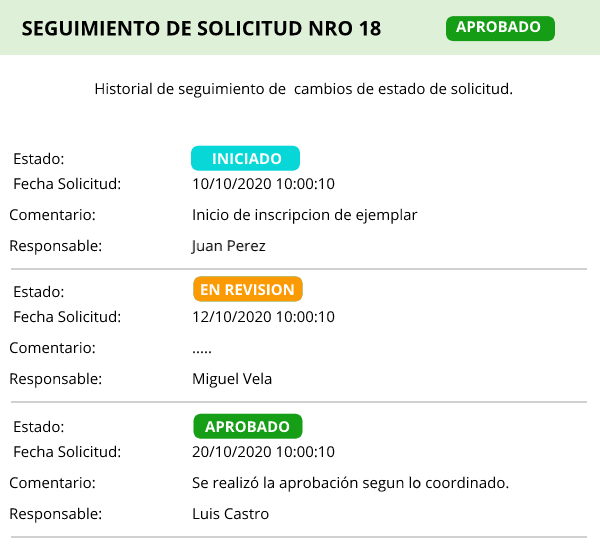 SEGUIMIENTO DE SOLICITUD NRO 18 APROBADO
Historial de seguimiento de cambios de estado de solicitud.
Estado: INICIADO
Fecha Solicitud: 10/10/2020 10:00:10
Comentario: Inicio de inscripcion de ejemplar
Responsable: Juan Perez
Estado: EN REVISION
Fecha Solicitud: 12/10/2020 10:00:10
Comentario: .....
Responsable: Miguel Vela
Estado: APROBADO
Fecha Solicitud: 20/10/2020 10:00:10
Comentario: Se realizó la aprobación segun lo coordinado.
Responsable: Luis Castro